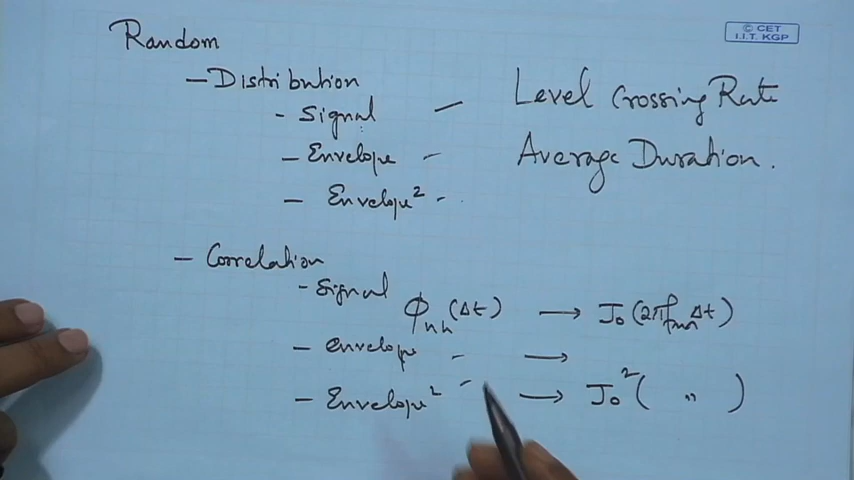 © CET
I.I.T. KGP
Random
- Distribution
- Signal - Level Crossing Rate
- Envelope - Average Duration.
- Envelope² -
- Correlation
- Signal ϕhh(Δt) → J₀(2πfmΔt)
- envelope - →
- Envelope² - → J₀²( " )